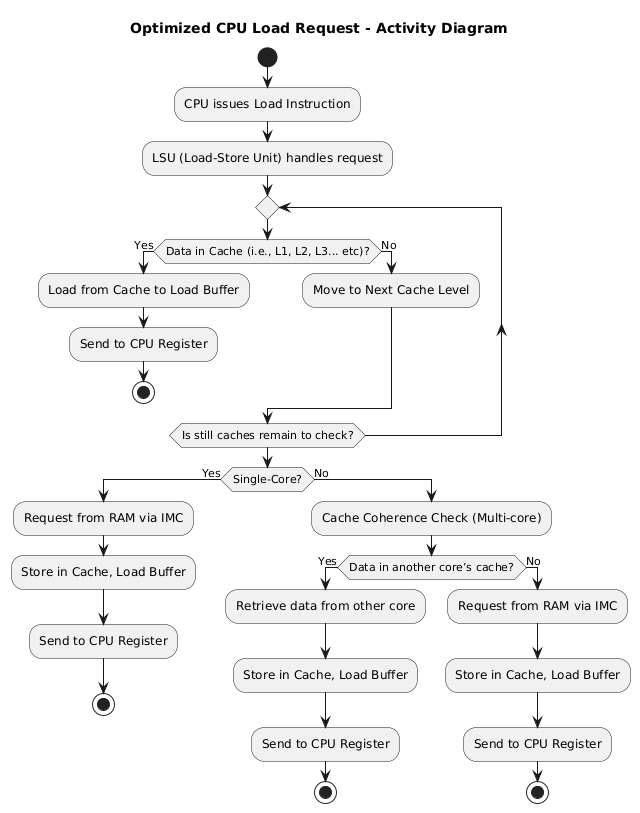 Optimized CPU Load Request - Activity Diagram
CPU issues Load Instruction
LSU (Load-Store Unit) handles request
Yes
Data in Cache (i.e., L1, L2, L3... etc)?
No
Load from Cache to Load Buffer
Move to Next Cache Level
Send to CPU Register
Is still caches remain to check?
Yes
Single-Core?
No
Request from RAM via IMC
Cache Coherence Check (Multi-core)
Store in Cache, Load Buffer
Yes
Data in another core’s cache?
No
Send to CPU Register
Retrieve data from other core
Request from RAM via IMC
Store in Cache, Load Buffer
Store in Cache, Load Buffer
Send to CPU Register
Send to CPU Register